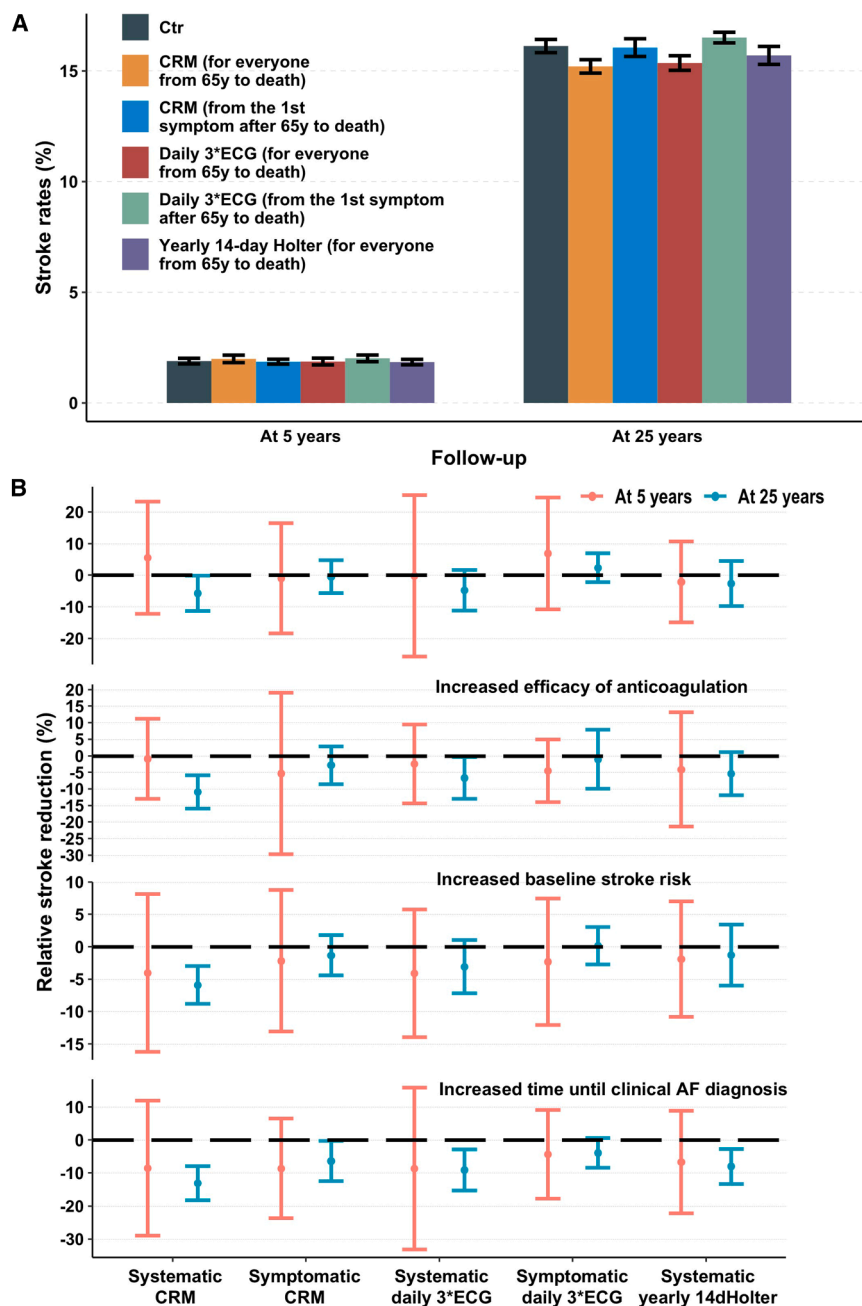 A
Stroke rates (%)
15
10
5
0
Ctr
CRM (for everyone
from 65y to death)
CRM (from the 1st
symptom after 65y to death)
Daily 3*ECG (for everyone
from 65y to death)
Daily 3*ECG (from the 1st symptom
after 65y to death)
Yearly 14-day Holter (for everyone
from 65y to death)
At 5 years
At 25 years
Follow-up
B
Relative stroke reduction (%)
At 5 years
At 25 years
20
10
0
-10
-20
Increased efficacy of anticoagulation
20
15
10
5
0
-5
-10
-15
-20
-25
-30
Increased baseline stroke risk
10
5
0
-5
-10
-15
Increased time until clinical AF diagnosis
10
0
-10
-20
-30
Systematic
CRM
Symptomatic
CRM
Systematic
daily 3*ECG
Symptomatic
daily 3*ECG
Systematic
yearly 14dHolter